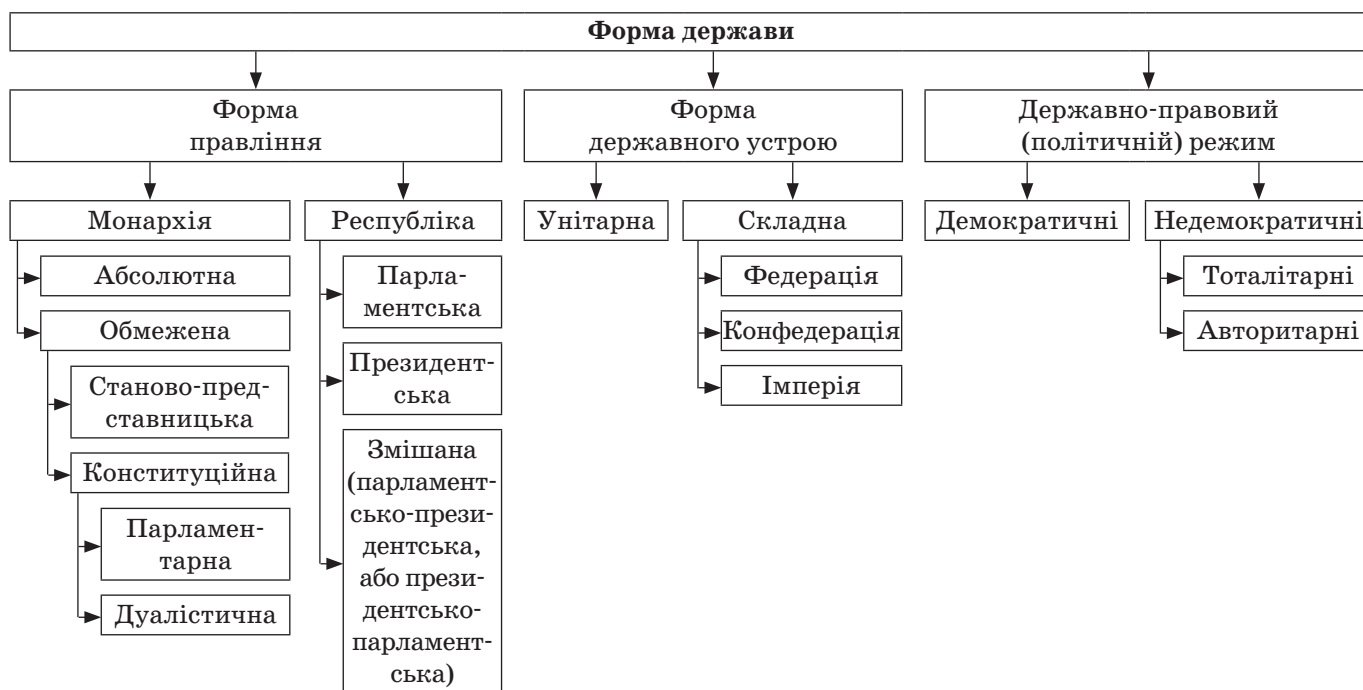 Форма держави
Форма
правління
Форма
державного устрою
Державно-правовий
(політичній) режим
Монархія
Республіка
Унітарна
Складна
Демократичні
Недемократичні
Абсолютна
Обмежена
Станово-пред-
ставницька
Конституційна
Парламен-
тарна
Дуалістична
Парла-
ментська
Президент-
ська
Змішана
(парламент-
сько-прези-
дентська,
або прези-
дентсько-
парламент-
ська)
Федерація
Конфедерація
Імперія
Тоталітарні
Авторитарні